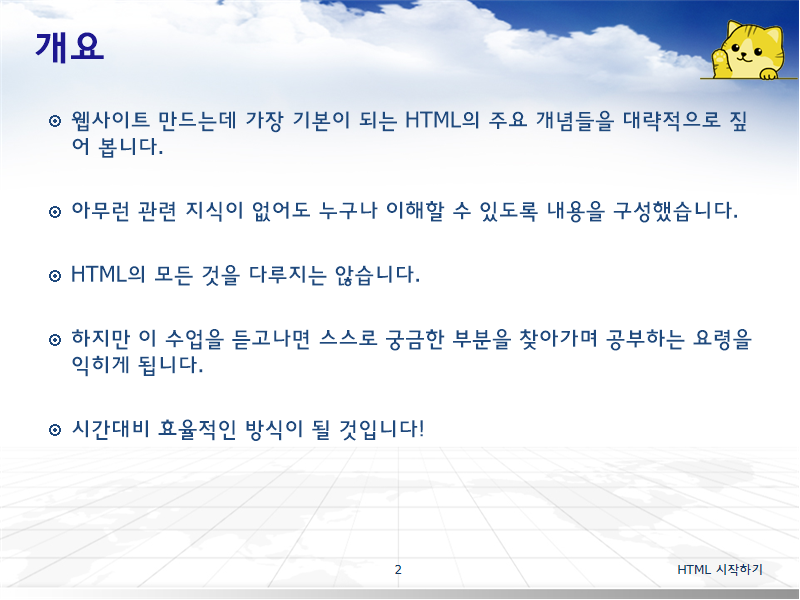 개요
웹사이트 만드는데 가장 기본이 되는 HTML의 주요 개념들을 대략적으로 짚
어 봅니다.
아무런 관련 지식이 없어도 누구나 이해할 수 있도록 내용을 구성했습니다.
HTML의 모든 것을 다루지는 않습니다.
하지만 이 수업을 듣고나면 스스로 궁금한 부분을 찾아가며 공부하는 요령을
익히게 됩니다.
시간대비 효율적인 방식이 될 것입니다!
2
HTML 시작하기